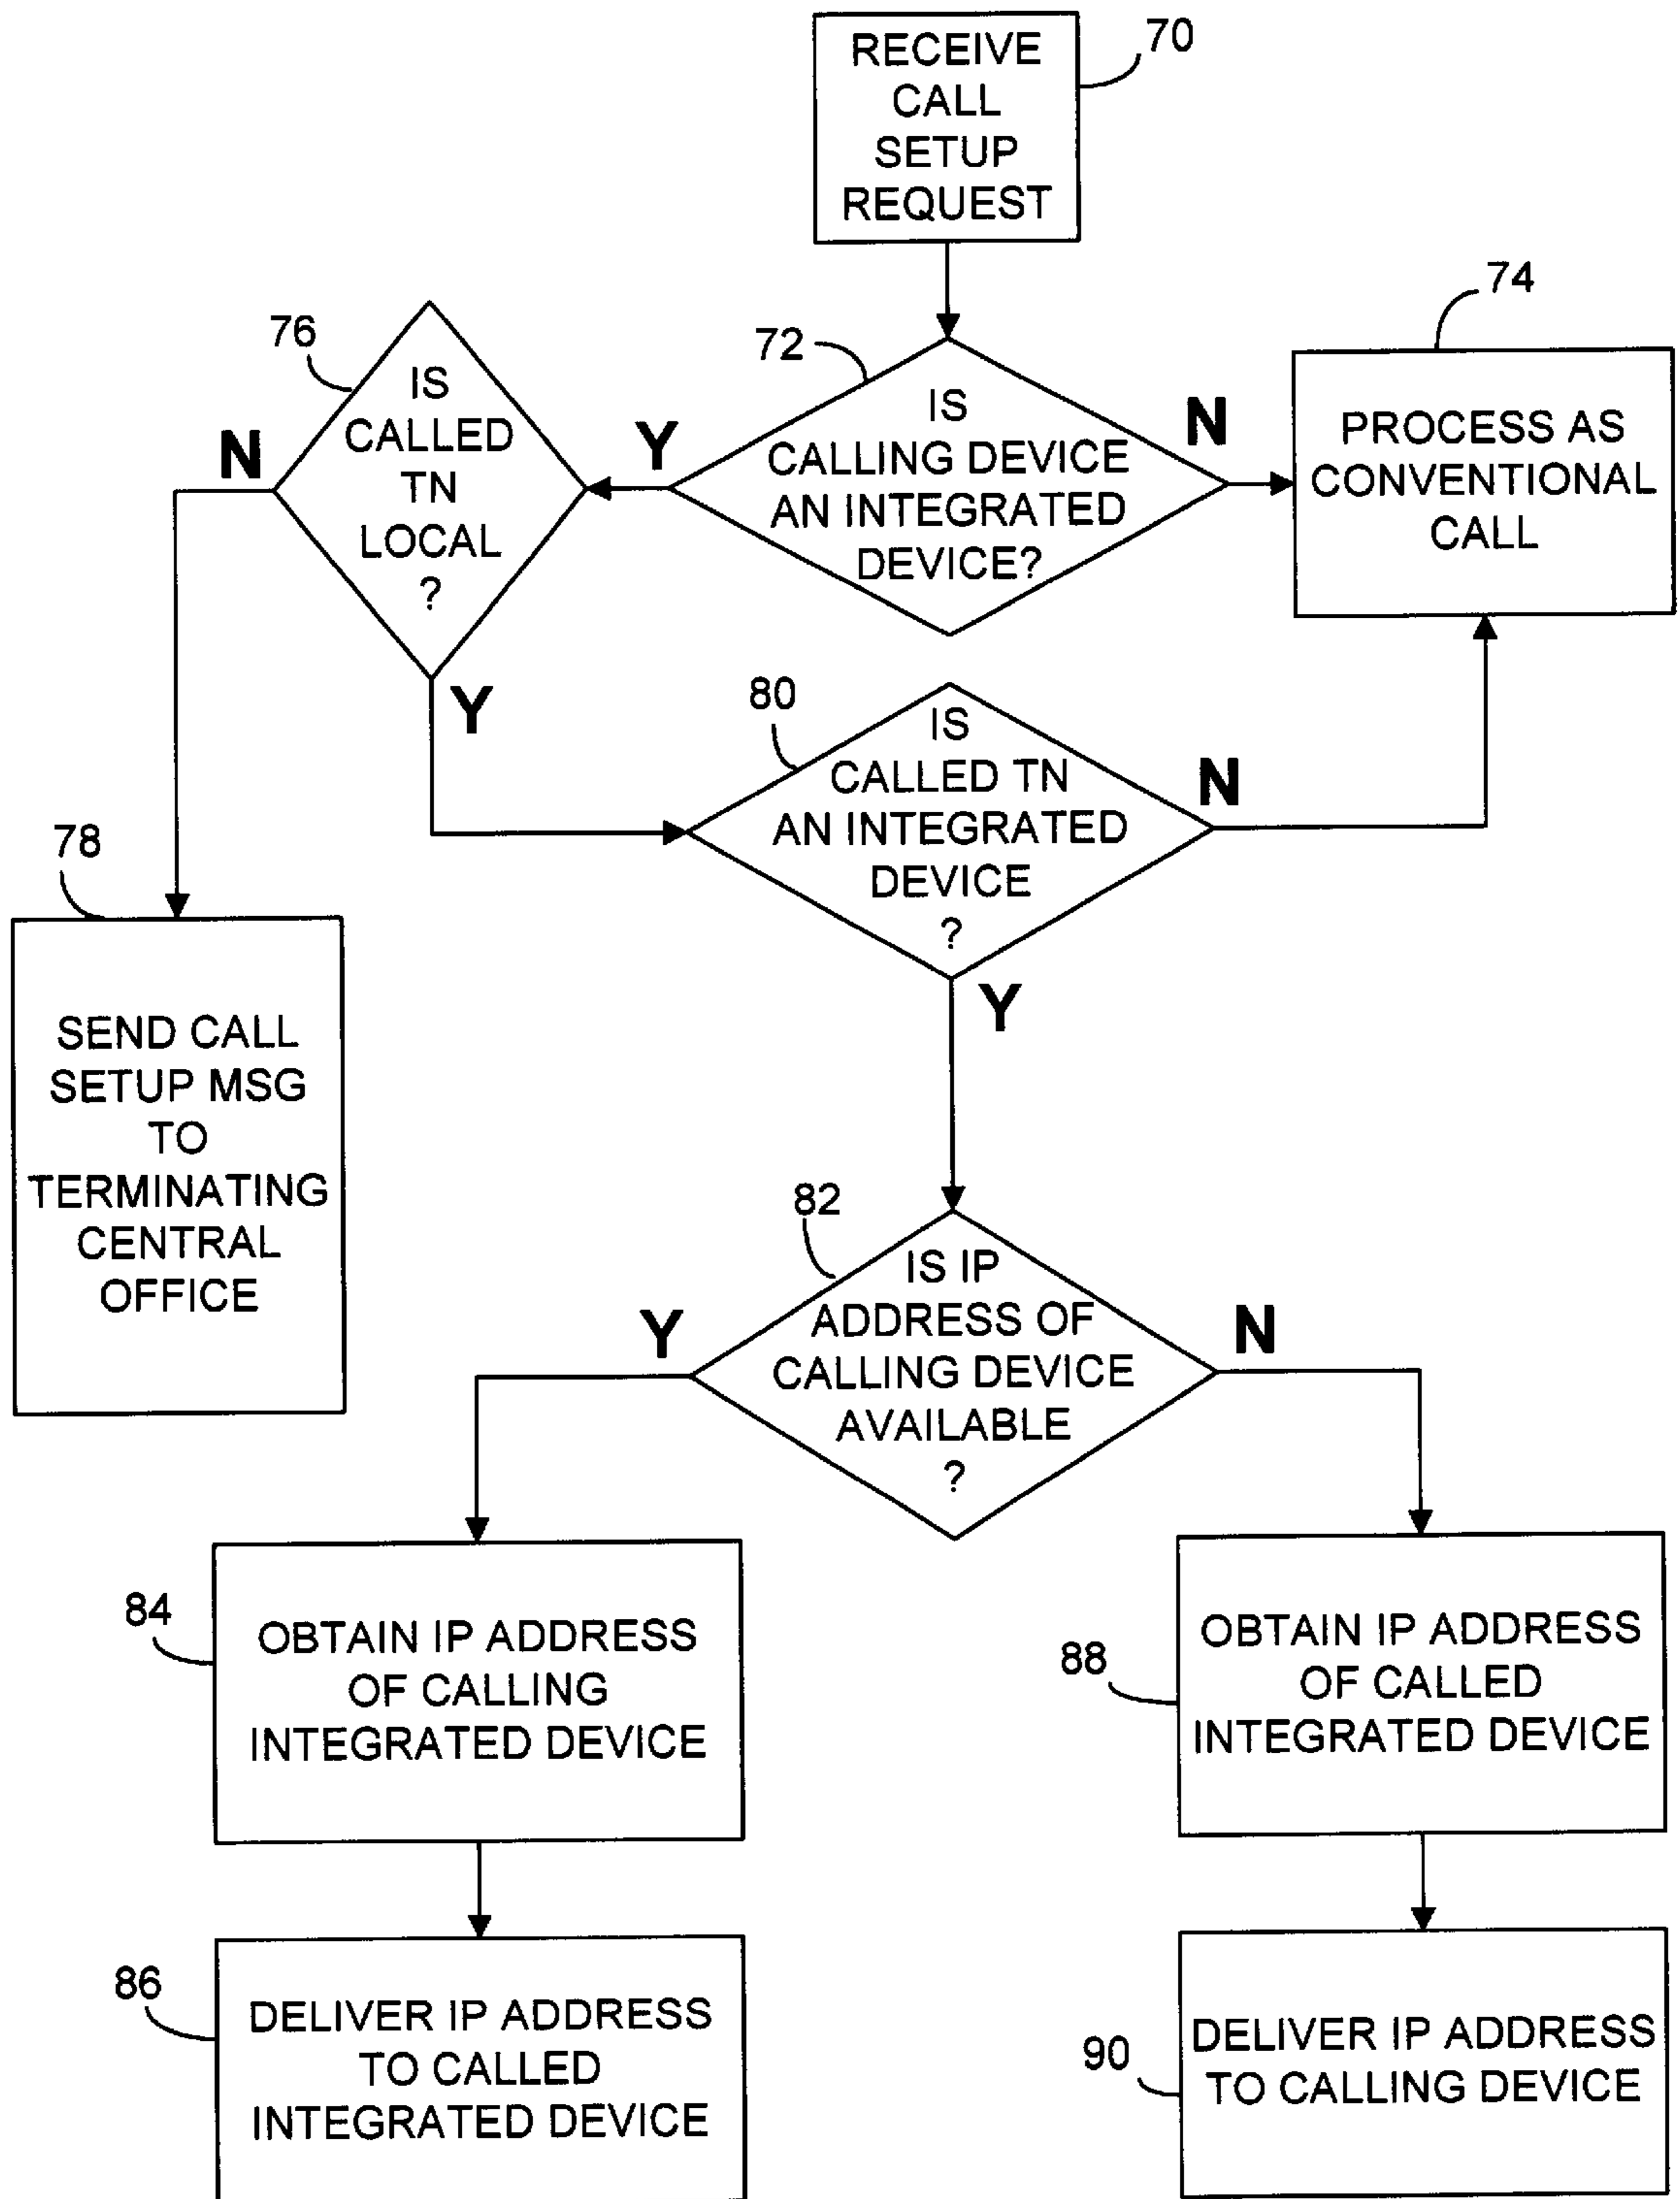 RECEIVE
CALL
SETUP
REQUEST
70
72
IS
CALLING DEVICE
AN INTEGRATED
DEVICE?
Y
N
74
PROCESS AS
CONVENTIONAL
CALL
76
IS
CALLED
TN
LOCAL
?
N
Y
78
SEND CALL
SETUP MSG
TO
TERMINATING
CENTRAL
OFFICE
80
IS
CALLED TN
AN INTEGRATED
DEVICE
?
N
Y
82
IS IP
ADDRESS OF
CALLING DEVICE
AVAILABLE
?
Y
N
84
OBTAIN IP ADDRESS
OF CALLING
INTEGRATED DEVICE
86
DELIVER IP ADDRESS
TO CALLED
INTEGRATED DEVICE
88
OBTAIN IP ADDRESS
OF CALLED
INTEGRATED DEVICE
90
DELIVER IP ADDRESS
TO CALLING DEVICE